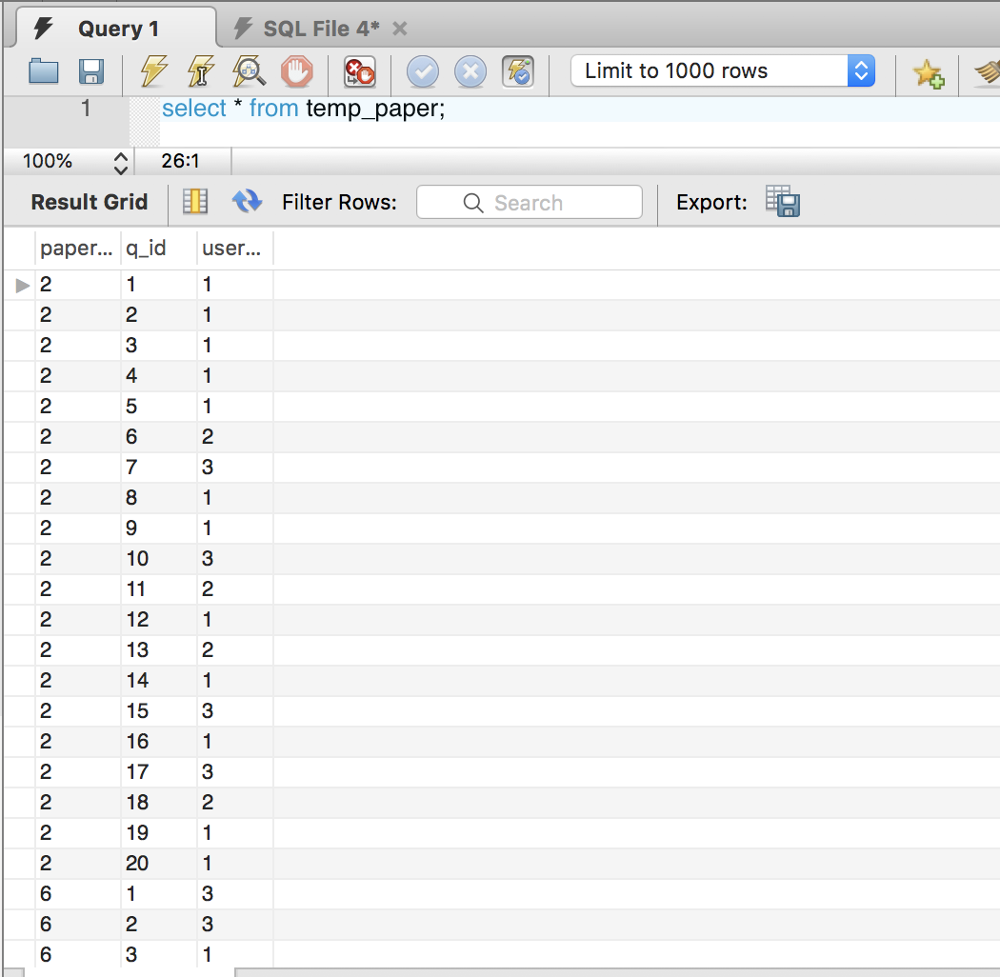 Query 1 SQL File 4*
Limit to 1000 rows
1 select * from temp_paper;
100% 26:1
Result Grid Filter Rows: Search Export:
paper... q_id user...
2 1 1
2 2 1
2 3 1
2 4 1
2 5 1
2 6 2
2 7 3
2 8 1
2 9 1
2 10 3
2 11 2
2 12 1
2 13 2
2 14 1
2 15 3
2 16 1
2 17 3
2 18 2
2 19 1
2 20 1
6 1 3
6 2 3
6 3 1